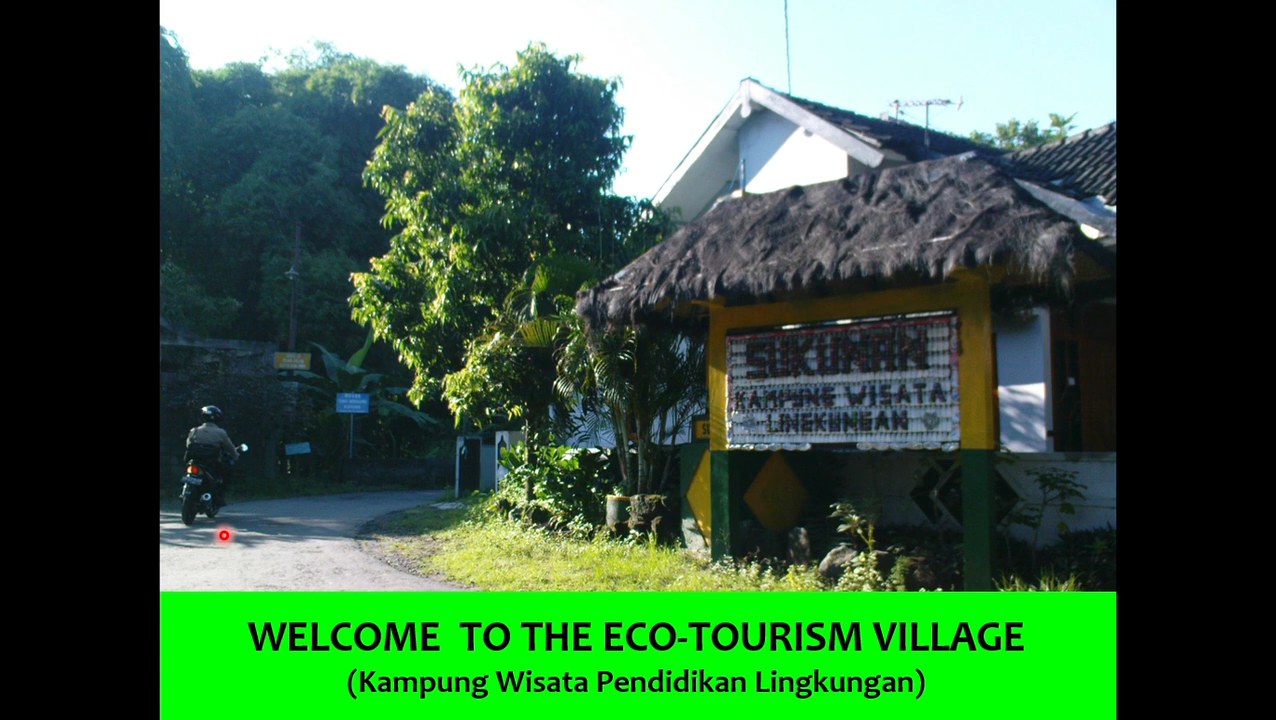 SUKUNAN
KAMPUNG WISATA
LINGKUNGAN
WELCOME TO THE ECO-TOURISM VILLAGE
(Kampung Wisata Pendidikan Lingkungan)